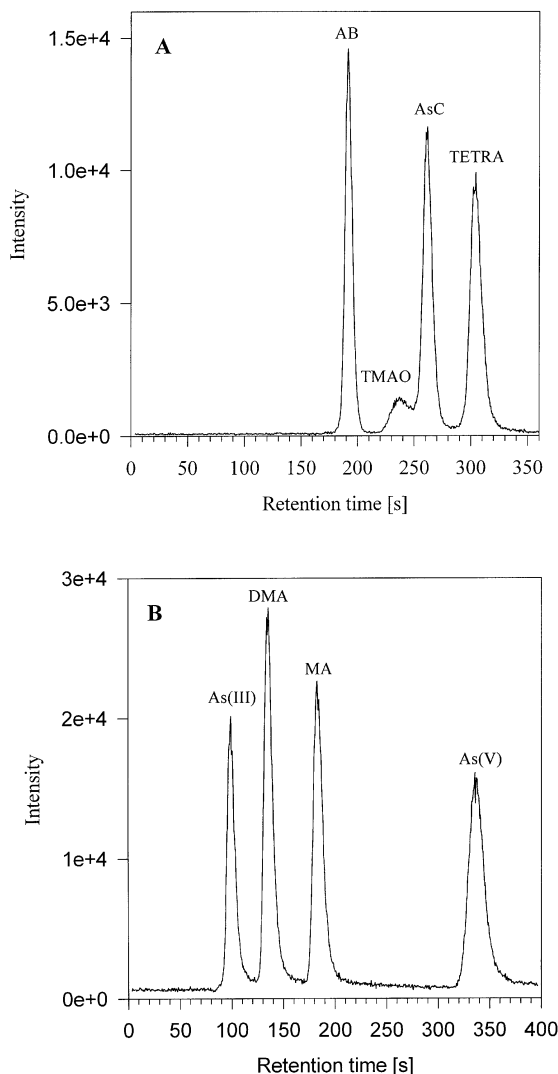 A
AB
AsC
TETRA
TMAO
1.5e+4
1.0e+4
5.0e+3
0.0e+0
Intensity
0 50 100 150 200 250 300 350
Retention time [s]
B
DMA
MA
As(III)
As(V)
3e+4
2e+4
1e+4
0e+0
Intensity
0 50 100 150 200 250 300 350 400
Retention time [s]